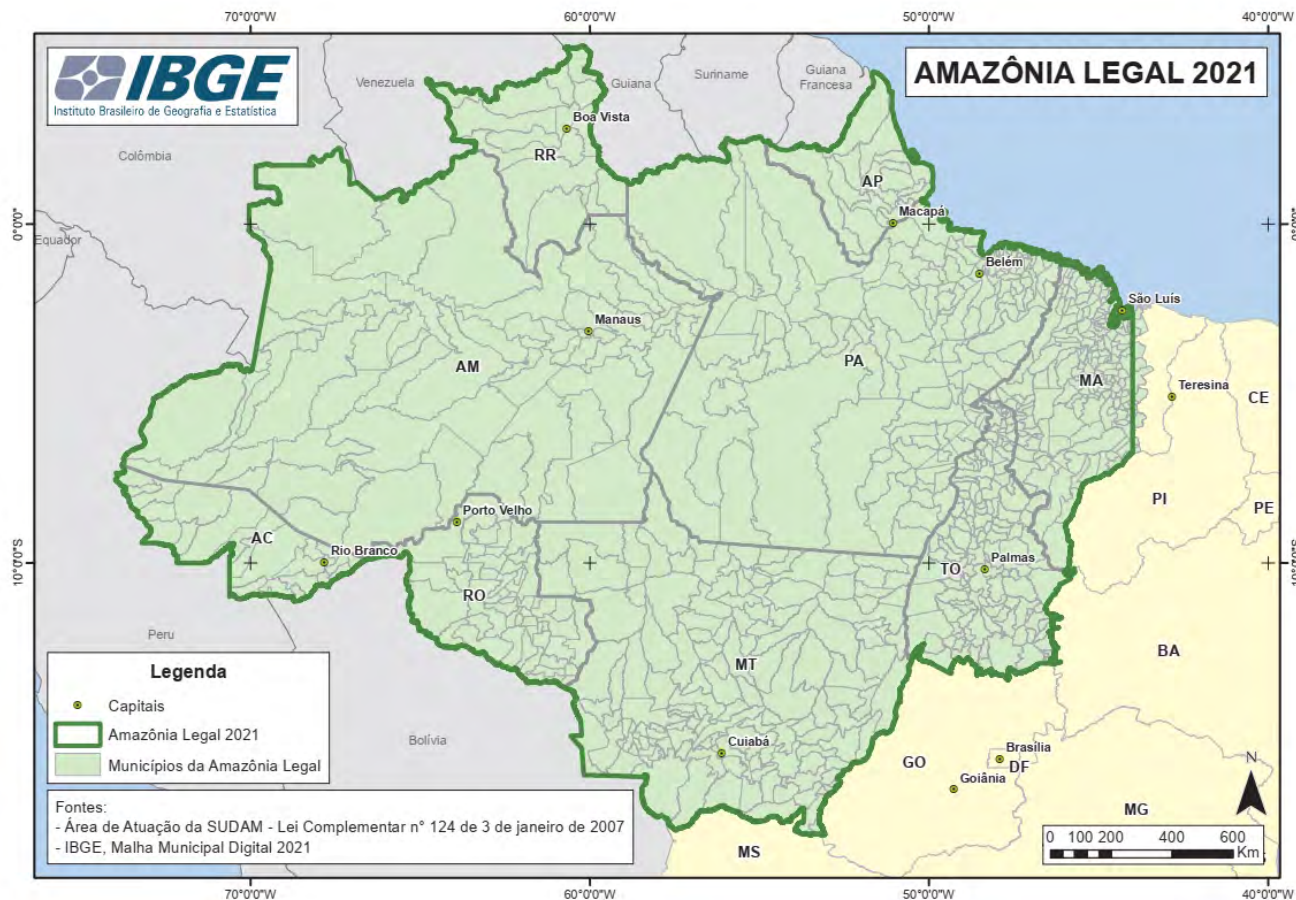 70°0'0"W
60°0'0"W
50°0'0"W
40°0'0"W
IBGE
Instituto Brasileiro de Geografia e Estatística
AMAZÔNIA LEGAL 2021
Venezuela
Guiana
Suriname
Guiana
Francesa
Colômbia
Boa Vista
RR
AP
Macapá
0°0'0"
0°0'0"
Equador
Belém
São Luís
Manaus
AM
PA
MA
Teresina
CE
PI
PE
Porto Velho
AC
Rio Branco
Palmas
TO
10°0'0"S
10°0'0"S
RO
Peru
MT
BA
Legenda
Capitais
Amazônia Legal 2021
Municípios da Amazônia Legal
Bolívia
Cuiabá
GO
Brasília
DF
Goiânia
N
MG
Fontes:
- Área de Atuação da SUDAM - Lei Complementar n° 124 de 3 de janeiro de 2007
- IBGE, Malha Municipal Digital 2021
MS
0 100 200 400 600
Km
70°0'0"W
60°0'0"W
50°0'0"W
40°0'0"W